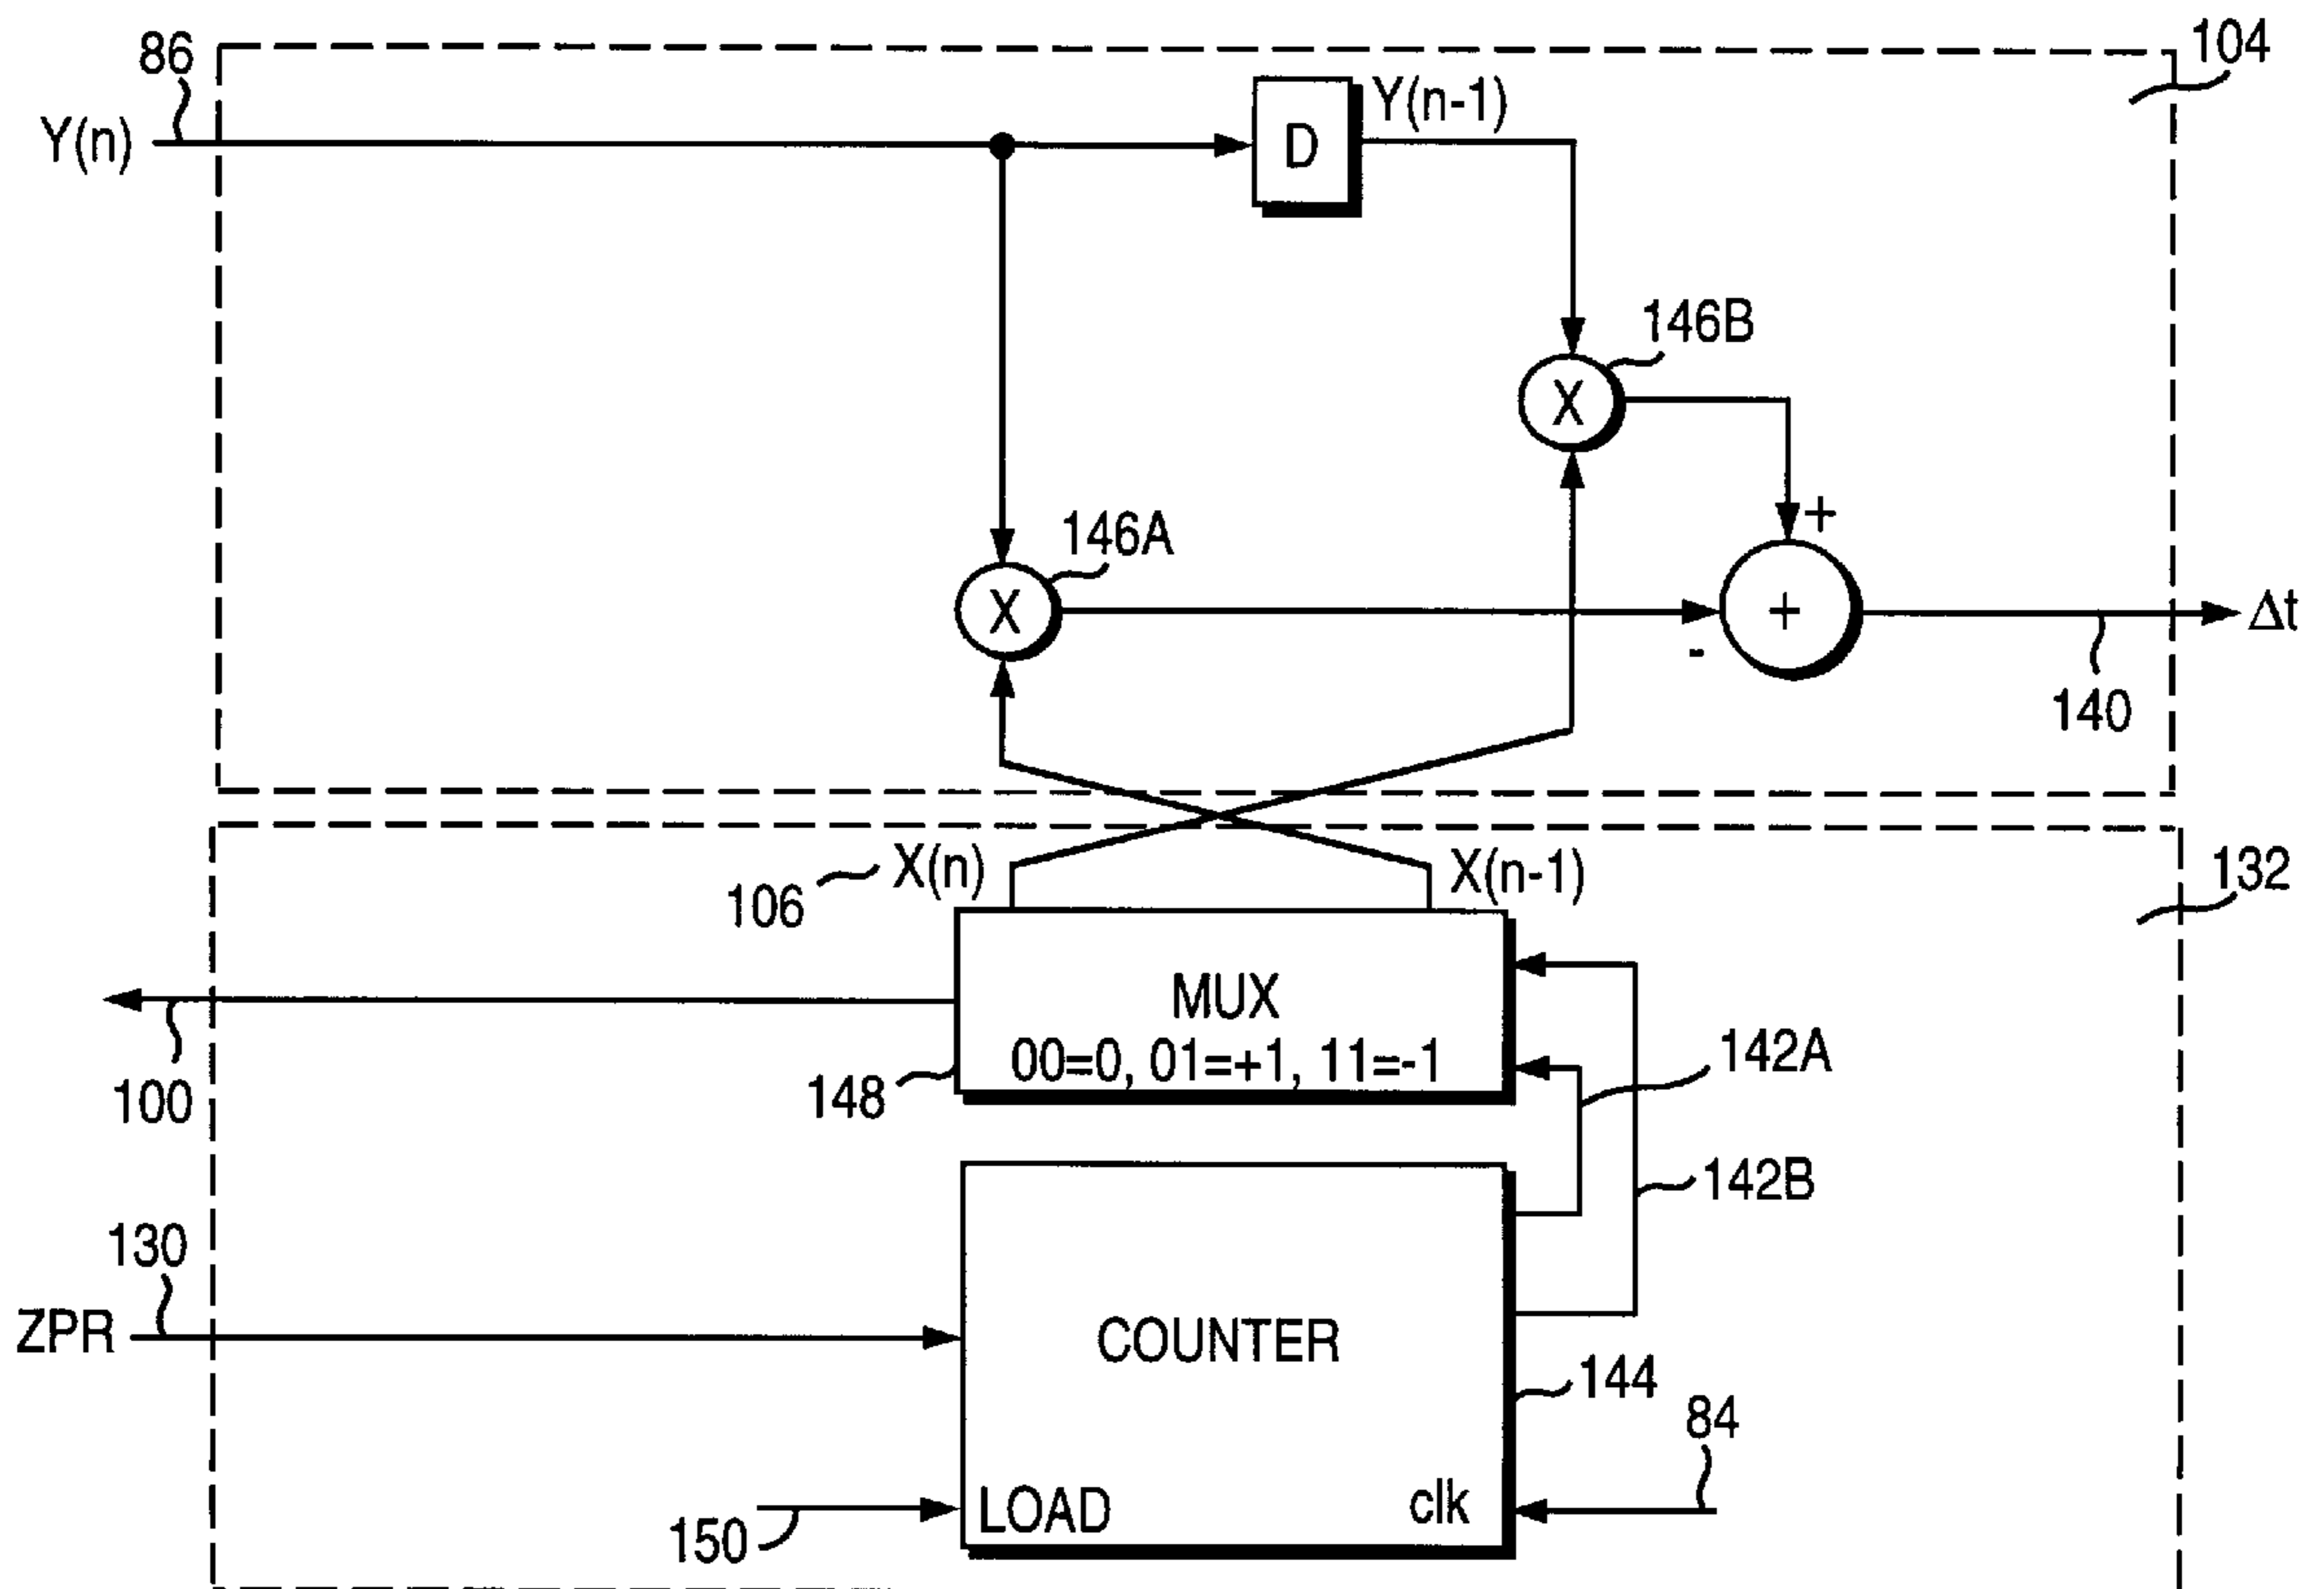 86
104
Y(n)
D
Y(n-1)
146B
X
146A
X
+
+
-
Δt
140
106
X(n)
X(n-1)
132
MUX
00=0, 01=+1, 11=-1
100
148
142A
142B
130
ZPR
COUNTER
144
84
LOAD
clk
150